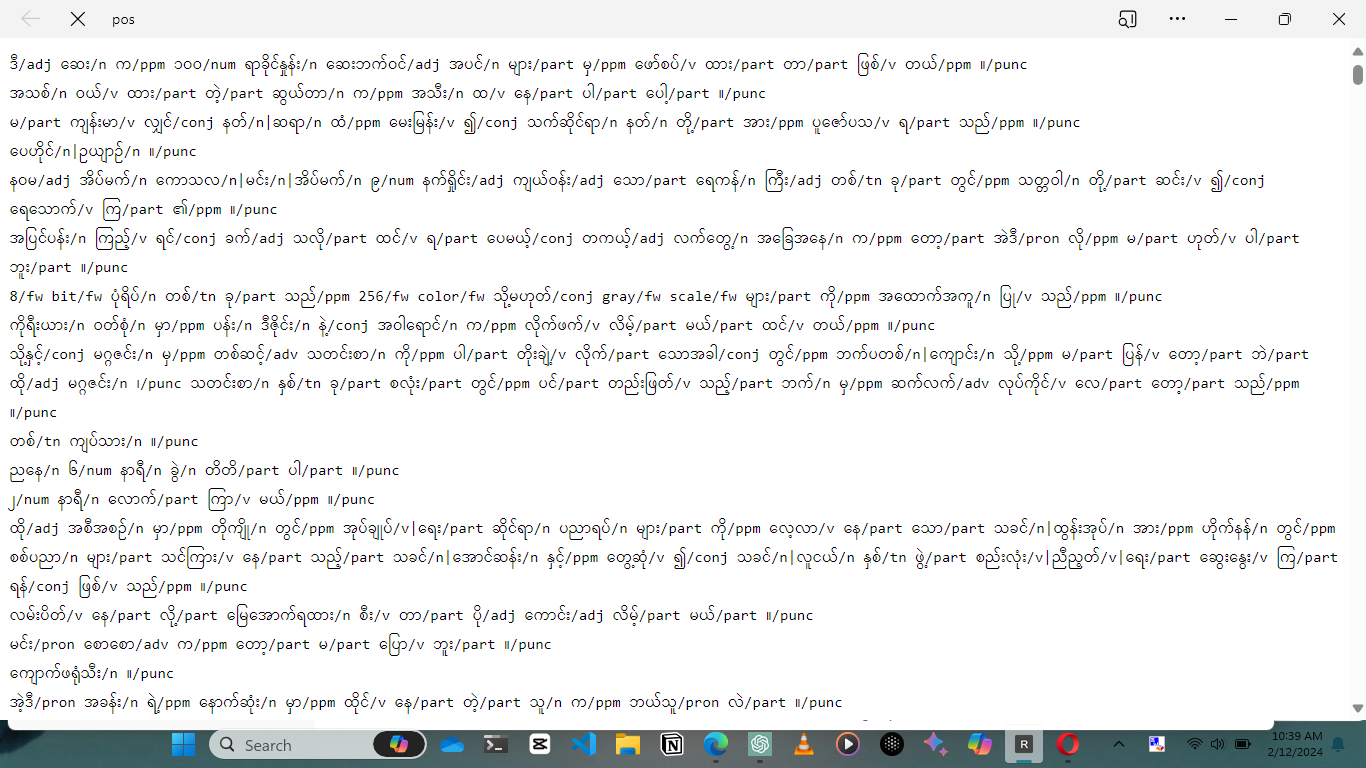 pos
ဒီ/adj ဆေး/n က/ppm ၁၀၀/num ရာခိုင်နှုန်း/n ဆေးဘက်ဝင်/adj အပင်/n များ/part မှ/ppm ဖော်စပ်/v ထား/part တာ/part ဖြစ်/v တယ်/ppm ။/punc
အသစ်/n ဝယ်/v ထား/part တဲ့/part ဆွယ်တာ/n က/ppm အသီး/n ထ/v နေ/part ပါ/part ပေါ့/part ။/punc
မ/part ကျန်းမာ/v လျှင်/conj နတ်/n|ဆရာ/n ထံ/ppm မေးမြန်း/v ၍/conj သက်ဆိုင်ရာ/n နတ်/n တို့/part အား/ppm ပူဇော်ပသ/v ရ/part သည်/ppm ။/punc
ပေဟိုင်/n|ဥယျာဉ်/n ။/punc
နဝမ/adj အိပ်မက်/n ကောသလ/n|မင်း/n|အိပ်မက်/n ၉/num နက်ရှိုင်း/adj ကျယ်ဝန်း/adj သော/part ရေကန်/n ကြီး/adj တစ်/tn ခု/part တွင်/ppm သတ္တဝါ/n တို့/part ဆင်း/v ၍/conj
ရေသောက်/v ကြ/part ၏/ppm ။/punc
အပြင်ပန်း/n ကြည့်/v ရင်/conj ခက်/adj သလို/part ထင်/v ရ/part ပေမယ့်/conj တကယ့်/adj လက်တွေ့/n အခြေအနေ/n က/ppm တော့/part အဲဒီ/pron လို/ppm မ/part ဟုတ်/v ပါ/part
ဘူး/part ။/punc
8/fw bit/fw ပုံရိပ်/n တစ်/tn ခု/part သည်/ppm 256/fw color/fw သို့မဟုတ်/conj gray/fw scale/fw များ/part ကို/ppm အထောက်အကူ/n ပြု/v သည်/ppm ။/punc
ကိုရီးယား/n ဝတ်စုံ/n မှာ/ppm ပန်း/n ဒီဇိုင်း/n နဲ့/conj အဝါရောင်/n က/ppm လိုက်ဖက်/v လိမ့်/part မယ်/part ထင်/v တယ်/ppm ။/punc
သို့နှင့်/conj မဂ္ဂဇင်း/n မှ/ppm တစ်ဆင့်/adv သတင်းစာ/n ကို/ppm ပါ/part တိုးချဲ့/v လိုက်/part သောအခါ/conj တွင်/ppm ဘက်ပတစ်/n|ကျောင်း/n သို့/ppm မ/part ပြန်/v တော့/part ဘဲ/part
ထို/adj မဂ္ဂဇင်း/n ၊/punc သတင်းစာ/n နှစ်/tn ခု/part စလုံး/part တွင်/ppm ပင်/part တည်းဖြတ်/v သည့်/part ဘက်/n မှ/ppm ဆက်လက်/adv လုပ်ကိုင်/v လေ/part တော့/part သည်/ppm
။/punc
တစ်/tn ကျပ်သား/n ။/punc
ညနေ/n ၆/num နာရီ/n ခွဲ/n တိတိ/part ပါ/part ။/punc
၂/num နာရီ/n လောက်/part ကြာ/v မယ်/ppm ။/punc
ထို/adj အစီအစဉ်/n မှာ/ppm တိုကျို/n တွင်/ppm အုပ်ချုပ်/v|ရေး/part ဆိုင်ရာ/n ပညာရပ်/n များ/part ကို/ppm လေ့လာ/v နေ/part သော/part သခင်/n|ထွန်းအုပ်/n အား/ppm ဟိုက်နန်/n တွင်/ppm
စစ်ပညာ/n များ/part သင်ကြား/v နေ/part သည့်/part သခင်/n|အောင်ဆန်း/n နှင့်/ppm တွေ့ဆုံ/v ၍/conj သခင်/n|လူငယ်/n နှစ်/tn ဖွဲ့/part စည်းလုံး/v|ညီညွတ်/v|ရေး/part ဆွေးနွေး/v ကြ/part
ရန်/conj ဖြစ်/v သည်/ppm ။/punc
လမ်းပိတ်/v နေ/part လို့/part မြေအောက်ရထား/n စီး/v တာ/part ပို/adj ကောင်း/adj လိမ့်/part မယ်/part ။/punc
မင်း/pron စောစော/adv က/ppm တော့/part မ/part ပြော/v ဘူး/part ။/punc
ကျောက်ဖရုံသီး/n ။/punc
အဲ့ဒီ/pron အခန်း/n ရဲ့/ppm နောက်ဆုံး/n မှာ/ppm ထိုင်/v နေ/part တဲ့/part သူ/n က/ppm ဘယ်သူ/pron လဲ/part ။/punc
Search
10:39 AM
2/12/2024